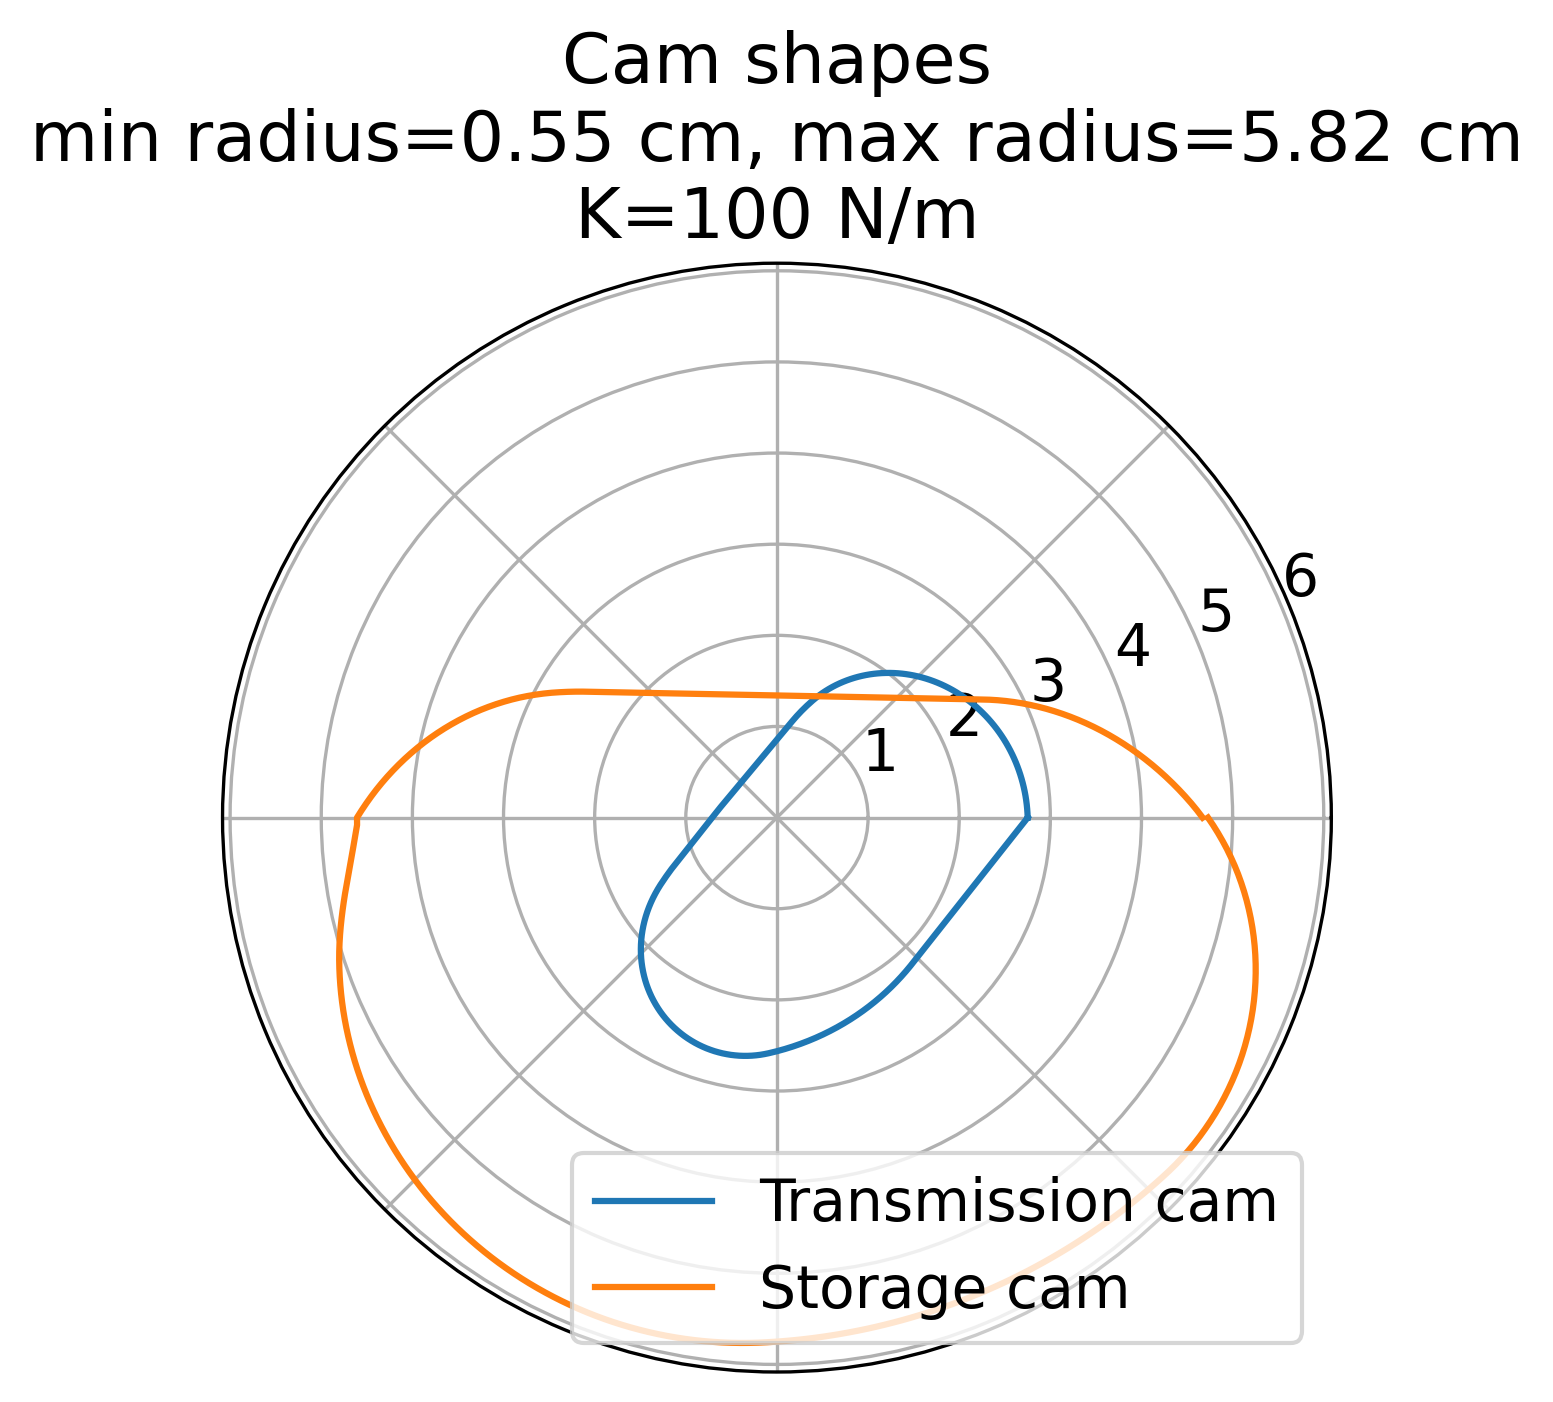 Cam shapes
min radius=0.55 cm, max radius=5.82 cm
K=100 N/m
6
5
4
3
2
1
Transmission cam
Storage cam